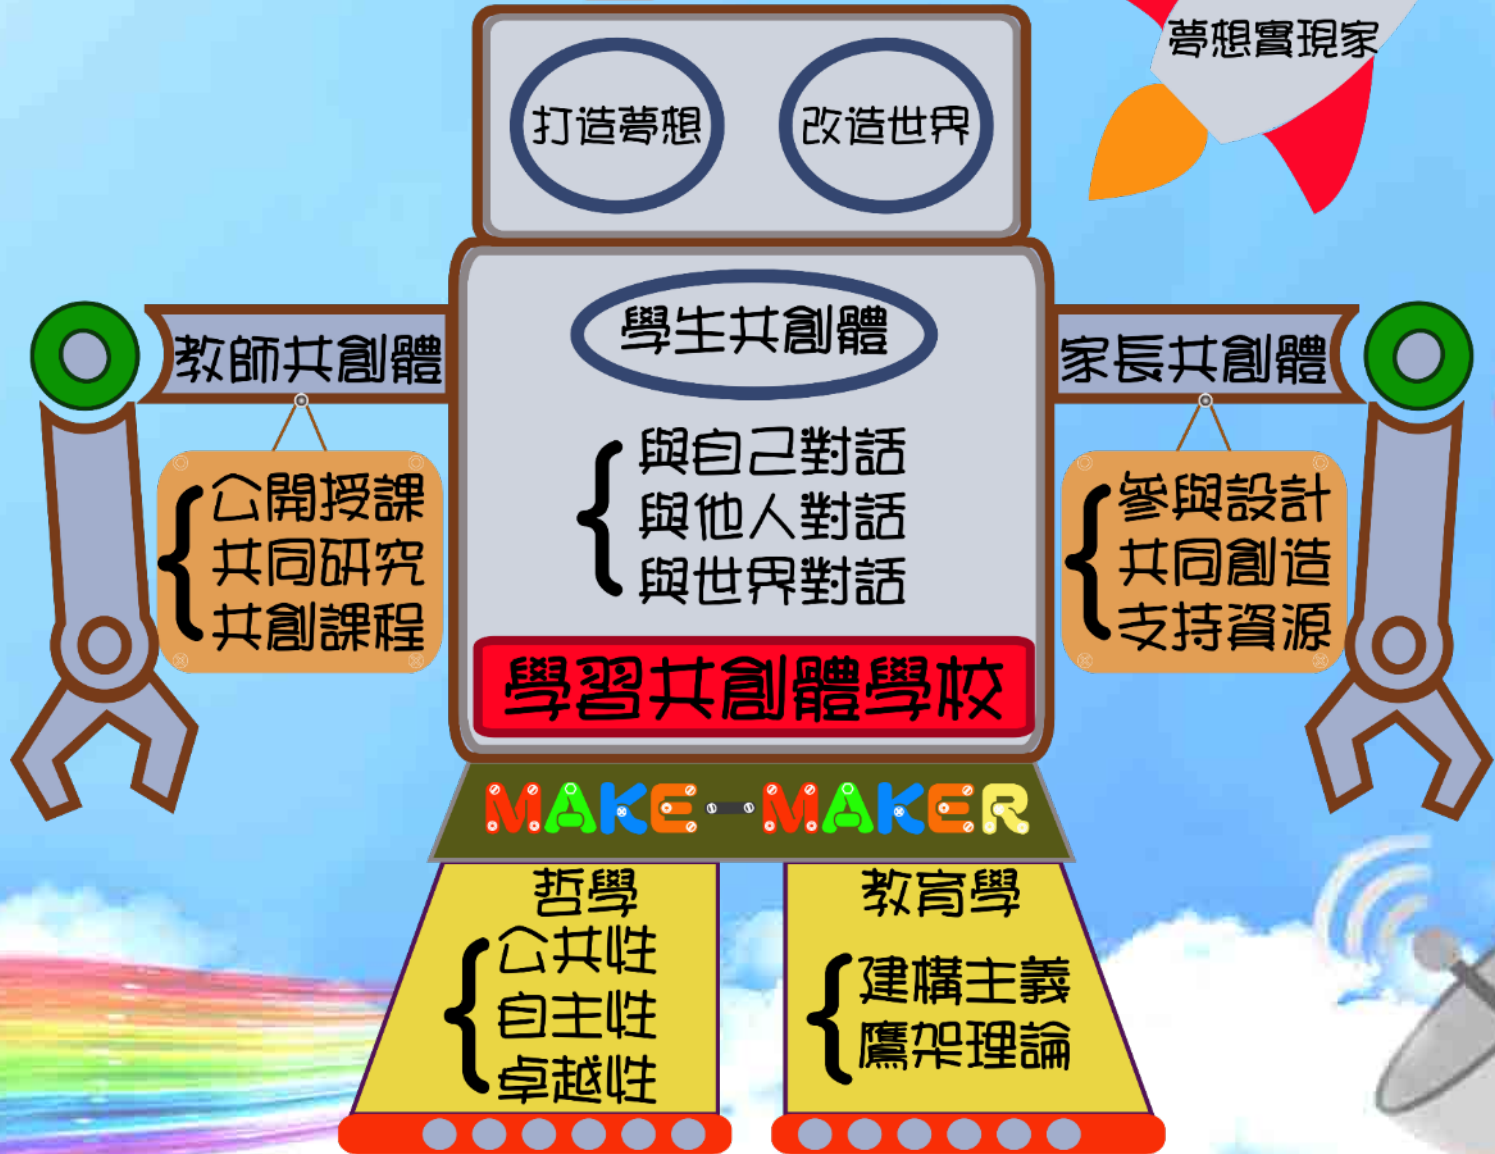 夢想實現家
打造夢想
改造世界
學生共創體
教師共創體
家長共創體
與自己對話
與他人對話
與世界對話
公開授課
共同研究
共創課程
參與設計
共同創造
支持資源
學習共創體學校
MAKE-MAKER
哲學
公共性
自主性
卓越性
教育學
建構主義
鷹架理論